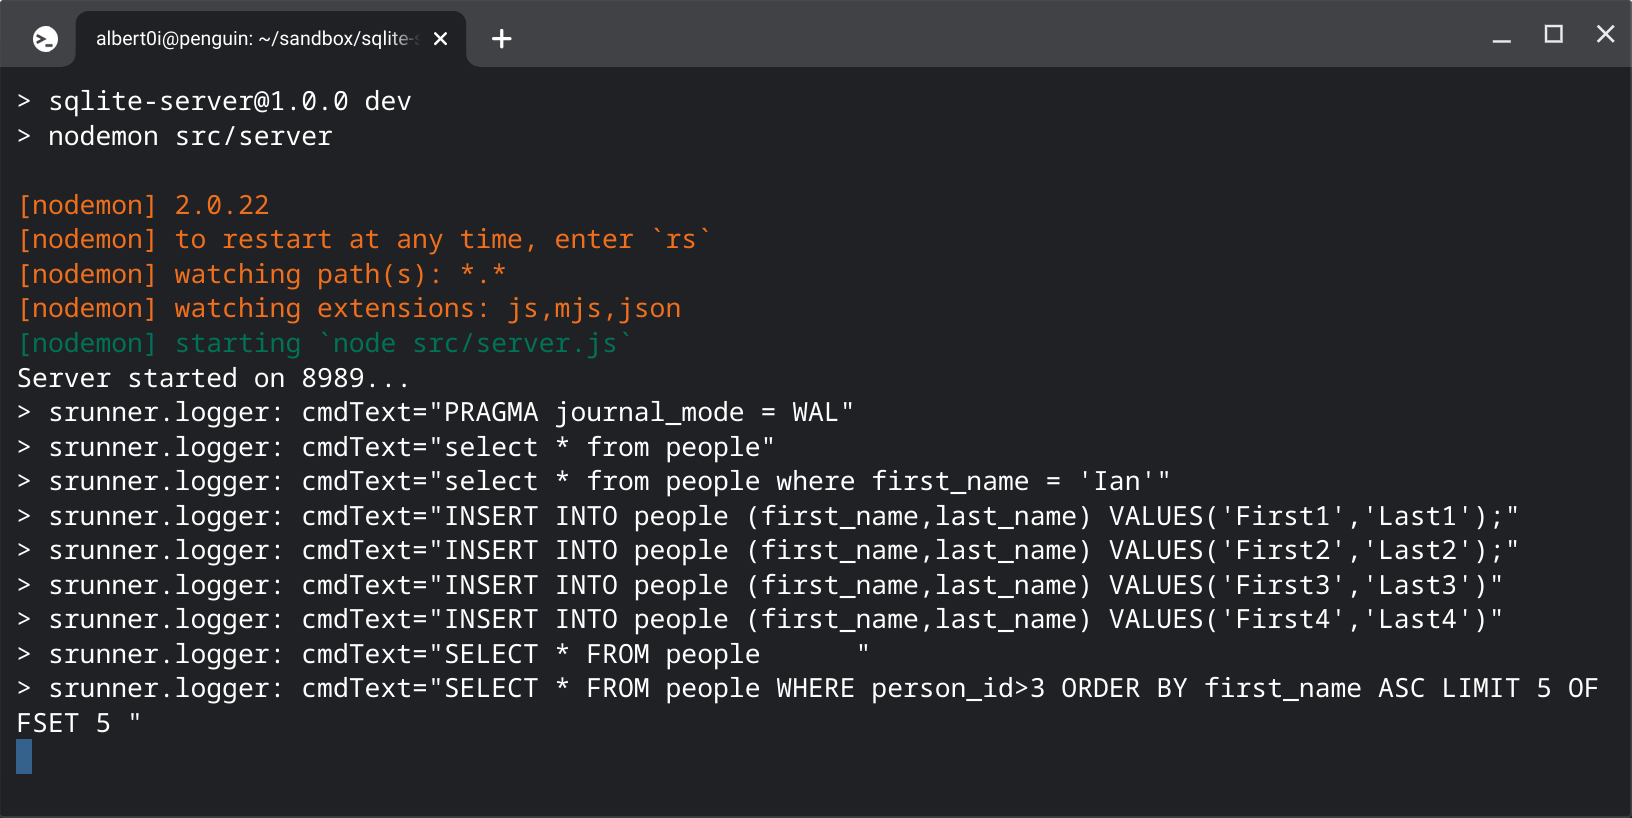 albert0i@penguin: ~/sandbox/sqlite-
> sqlite-server@1.0.0 dev
> nodemon src/server
[nodemon] 2.0.22
[nodemon] to restart at any time, enter `rs`
[nodemon] watching path(s): *.*
[nodemon] watching extensions: js,mjs,json
[nodemon] starting `node src/server.js`
Server started on 8989...
> srunner.logger: cmdText="PRAGMA journal_mode = WAL"
> srunner.logger: cmdText="select * from people"
> srunner.logger: cmdText="select * from people where first_name = 'Ian'"
> srunner.logger: cmdText="INSERT INTO people (first_name,last_name) VALUES('First1','Last1');"
> srunner.logger: cmdText="INSERT INTO people (first_name,last_name) VALUES('First2','Last2');"
> srunner.logger: cmdText="INSERT INTO people (first_name,last_name) VALUES('First3','Last3')"
> srunner.logger: cmdText="INSERT INTO people (first_name,last_name) VALUES('First4','Last4')"
> srunner.logger: cmdText="SELECT * FROM people      "
> srunner.logger: cmdText="SELECT * FROM people WHERE person_id>3 ORDER BY first_name ASC LIMIT 5 OF
FSET 5 "